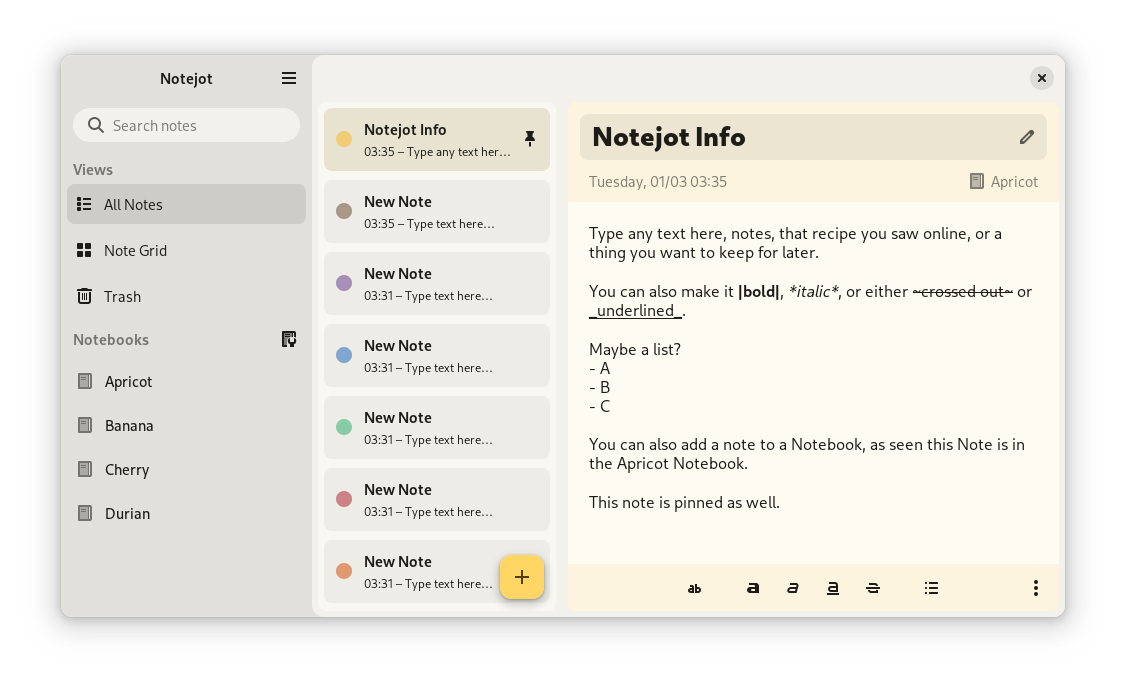 Notejot
Search notes
Views
All Notes
Note Grid
Trash
Notebooks
Apricot
Banana
Cherry
Durian
Notejot Info
03:35 – Type any text her…
New Note
03:35 – Type text here…
New Note
03:31 – Type text here…
New Note
03:31 – Type text here…
New Note
03:31 – Type text here…
New Note
03:31 – Type text here…
New Note
03:31 – Type text here…
Notejot Info
Tuesday, 01/03 03:35
Apricot
Type any text here, notes, that recipe you saw online, or a
thing you want to keep for later.
You can also make it |bold|, *italic*, or either ~crossed out~ or
_underlined_.
Maybe a list?
- A
- B
- C
You can also add a note to a Notebook, as seen this Note is in
the Apricot Notebook.
This note is pinned as well.
ab
a
a
a